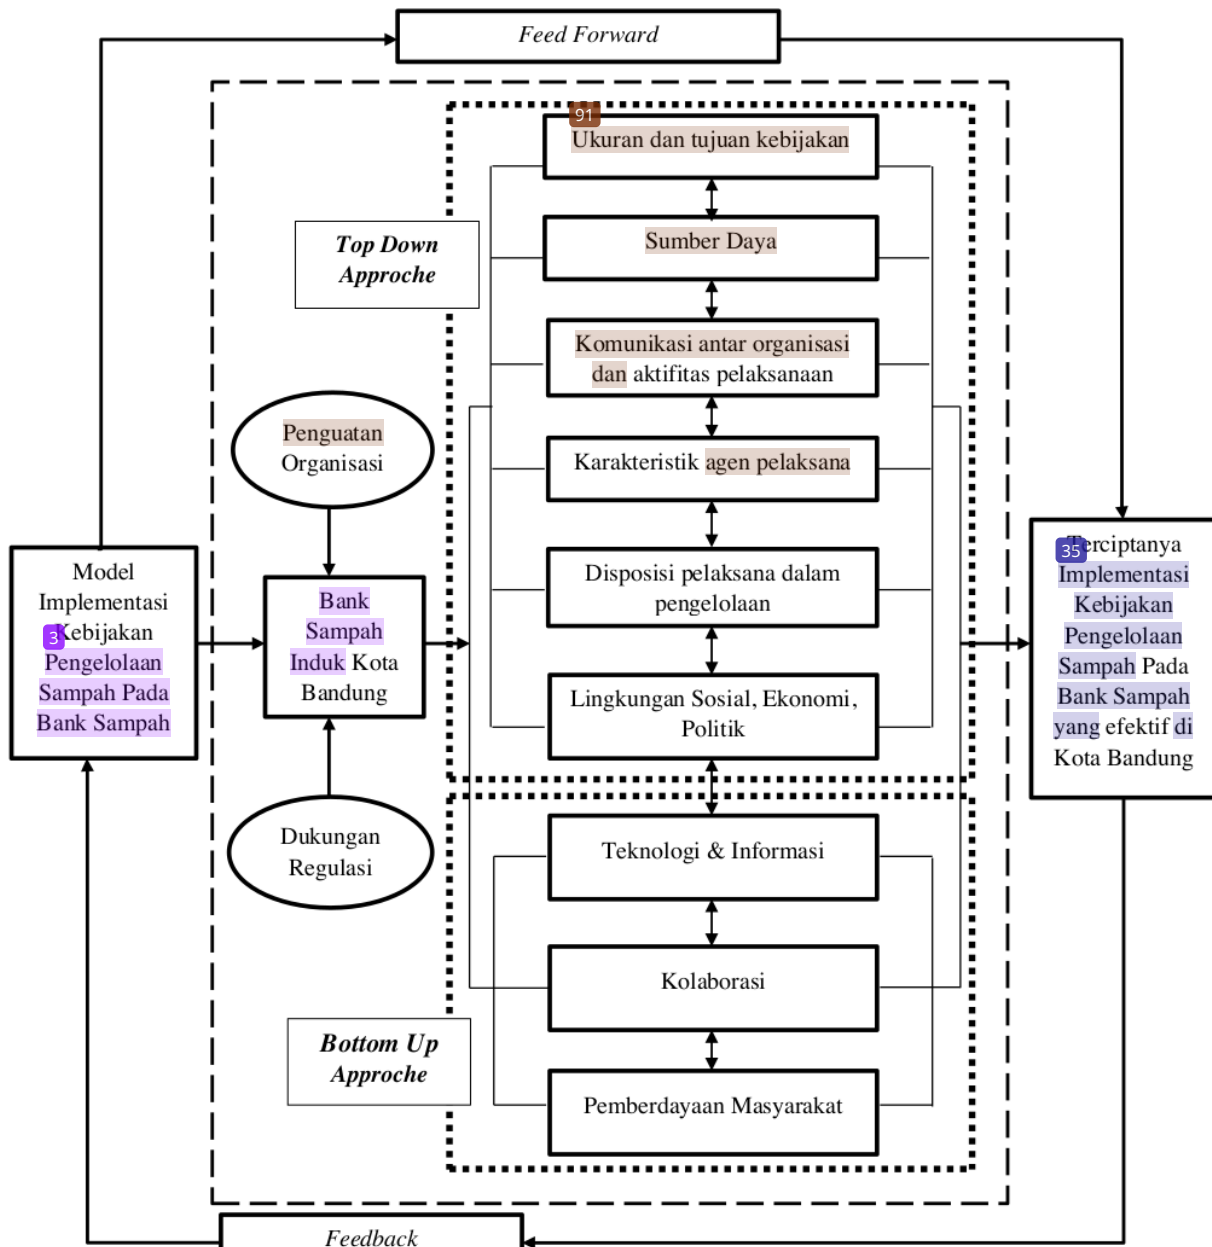 Feed Forward
91
Ukuran dan tujuan kebijakan
Top Down
Approche
Sumber Daya
Komunikasi antar organisasi
dan aktifitas pelaksanaan
Penguatan
Organisasi
Karakteristik agen pelaksana
Model
Implementasi
Kebijakan
3
Pengelolaan
Sampah Pada
Bank Sampah
Bank
Sampah
Induk Kota
Bandung
Disposisi pelaksana dalam
pengelolaan
Lingkungan Sosial, Ekonomi,
Politik
35
Terciptanya
Implementasi
Kebijakan
Pengelolaan
Sampah Pada
Bank Sampah
yang efektif di
Kota Bandung
Dukungan
Regulasi
Teknologi & Informasi
Kolaborasi
Bottom Up
Approche
Pemberdayaan Masyarakat
Feedback